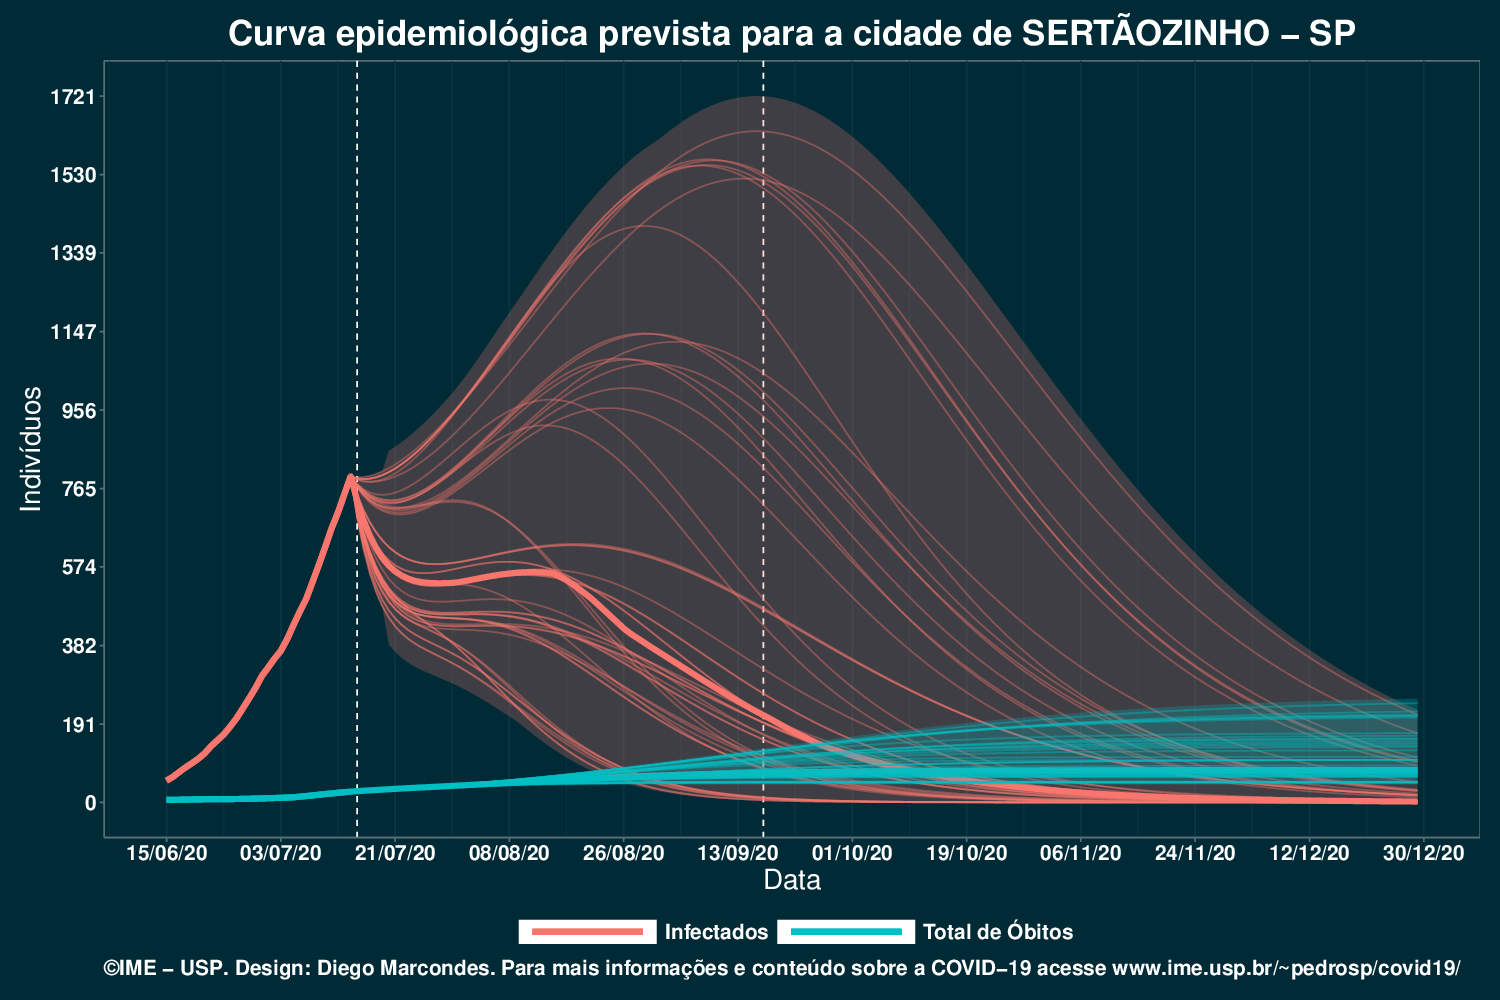 Curva epidemiológica prevista para a cidade de SERTÃOZINHO – SP
Indivíduos
1721
1530
1339
1147
956
765
574
382
191
0
15/06/20 03/07/20 21/07/20 08/08/20 26/08/20 13/09/20 01/10/20 19/10/20 06/11/20 24/11/20 12/12/20 30/12/20
Data
Infectados Total de Óbitos
©IME – USP. Design: Diego Marcondes. Para mais informações e conteúdo sobre a COVID–19 acesse www.ime.usp.br/~pedrosp/covid19/